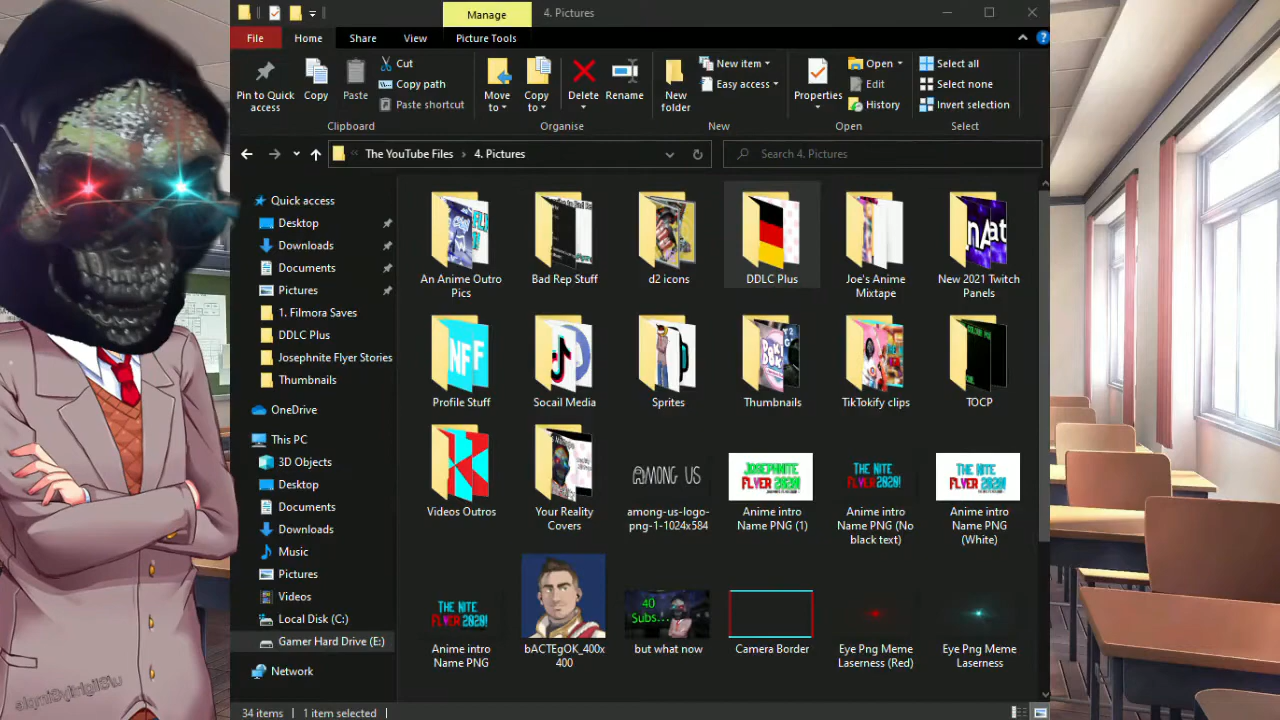 Manage
4. Pictures
File
Home
Share
View
Picture Tools
Pin to Quick
access
Copy
Paste
Cut
Copy path
Paste shortcut
Move
to
Copy
to
Delete
Rename
New
folder
New item
Easy access
Properties
Open
Edit
History
Select all
Select none
Invert selection
Clipboard
Organise
New
Open
Select
The YouTube Files
4. Pictures
Search 4. Pictures
Quick access
Desktop
Downloads
Documents
Pictures
1. Filmora Saves
DDLC Plus
Josephnite Flyer Stories
Thumbnails
OneDrive
This PC
3D Objects
Desktop
Documents
Downloads
Music
Pictures
Videos
Local Disk (C:)
Gamer Hard Drive (E:)
Network
An Anime Outro
Pics
Bad Rep Stuff
d2 icons
DDLC Plus
Joe's Anime
Mixtape
New 2021 Twitch
Panels
NFF
Profile Stuff
Socail Media
Sprites
Thumbnails
TikTokify clips
TOCP
Videos Outros
Your Reality
Covers
AMONG US
among-us-logo-
png-1-1024x584
JOSEPHNITE
FLYER 2020!
Anime intro
Name PNG (1)
THE NITE
FLYER 2020!
Anime intro
Name PNG (No
black text)
THE NITE
FLYER 2020!
Anime intro
Name PNG
(White)
THE NITE
FLYER 2020!
Anime intro
Name PNG
bACTEgOK_400x
400
40
Subs...
but what now
Camera Border
Eye Png Meme
Laserness (Red)
Eye Png Meme
Laserness
34 items
1 item selected